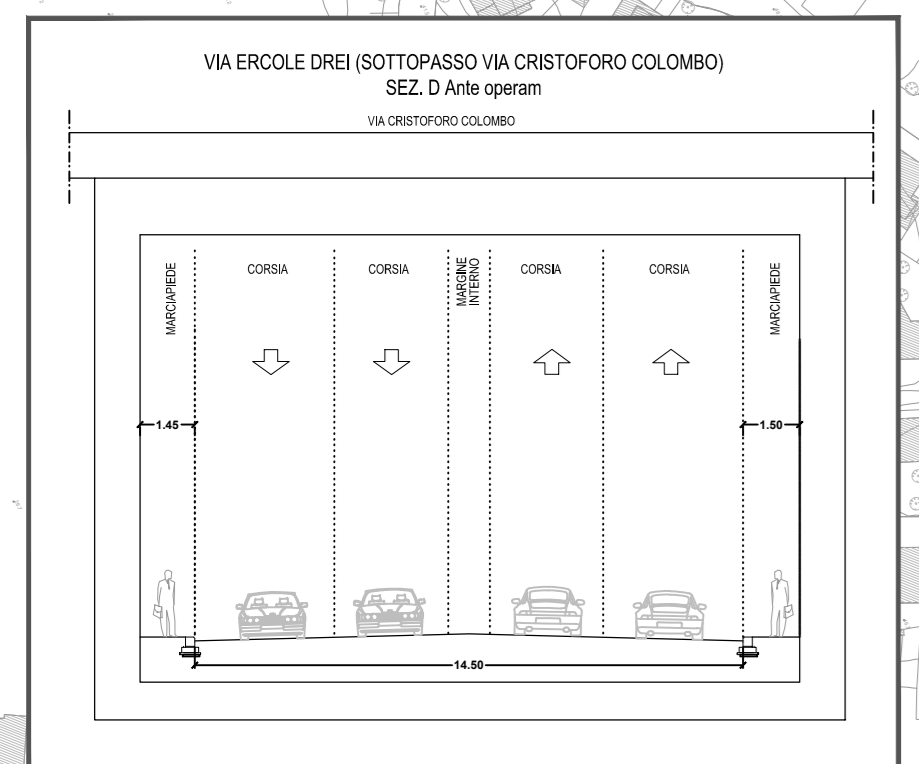 VIA ERCOLE DREI (SOTTOPASSO VIA CRISTOFORO COLOMBO)
SEZ. D Ante operam
VIA CRISTOFORO COLOMBO
MARCIAPIEDE
CORSIA
CORSIA
MARGINE
INTERNO
CORSIA
CORSIA
MARCIAPIEDE
1.45
1.50
14.50